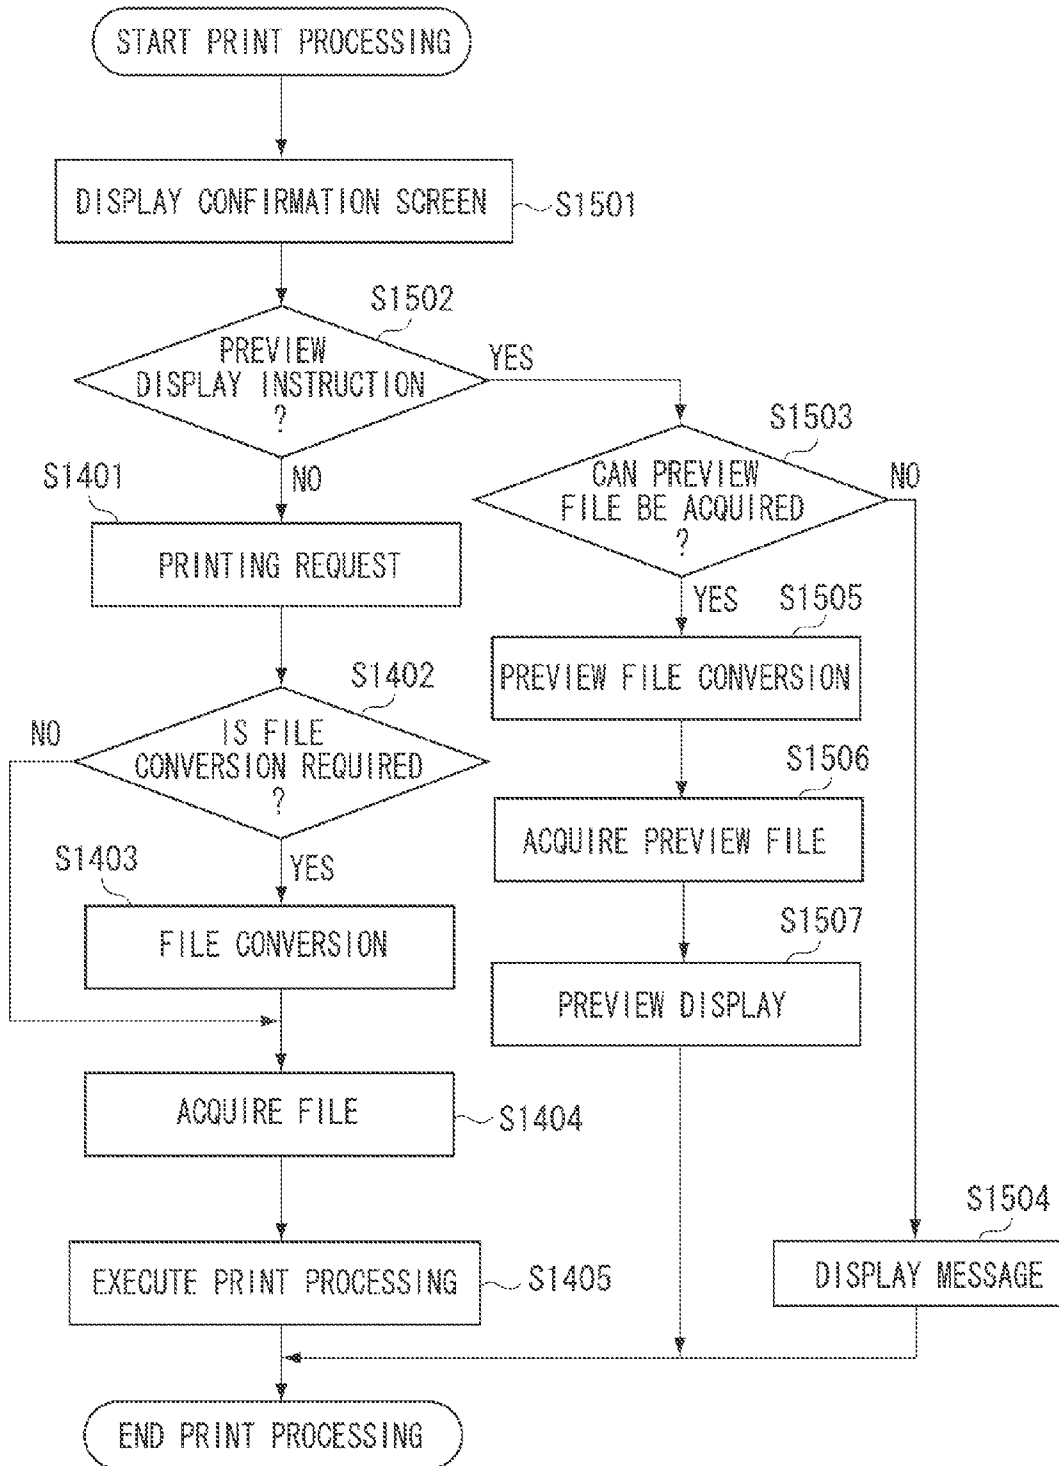 START PRINT PROCESSING
DISPLAY CONFIRMATION SCREEN
S1501
S1502
PREVIEW
DISPLAY INSTRUCTION
?
YES
NO
S1503
CAN PREVIEW
FILE BE ACQUIRED
?
NO
YES
S1401
PRINTING REQUEST
S1505
PREVIEW FILE CONVERSION
S1402
IS FILE
CONVERSION REQUIRED
?
NO
YES
S1506
ACQUIRE PREVIEW FILE
S1403
FILE CONVERSION
S1507
PREVIEW DISPLAY
ACQUIRE FILE
S1404
S1504
DISPLAY MESSAGE
EXECUTE PRINT PROCESSING
S1405
END PRINT PROCESSING